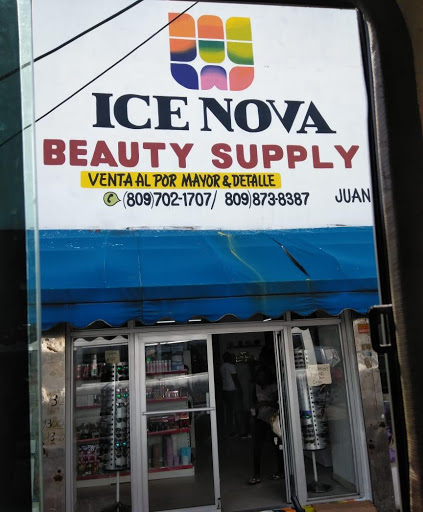 ICE NOVA
BEAUTY SUPPLY
VENTA AL POR MAYOR & DETALLE
(809)702-1707/ 809)873-8387 JUAN